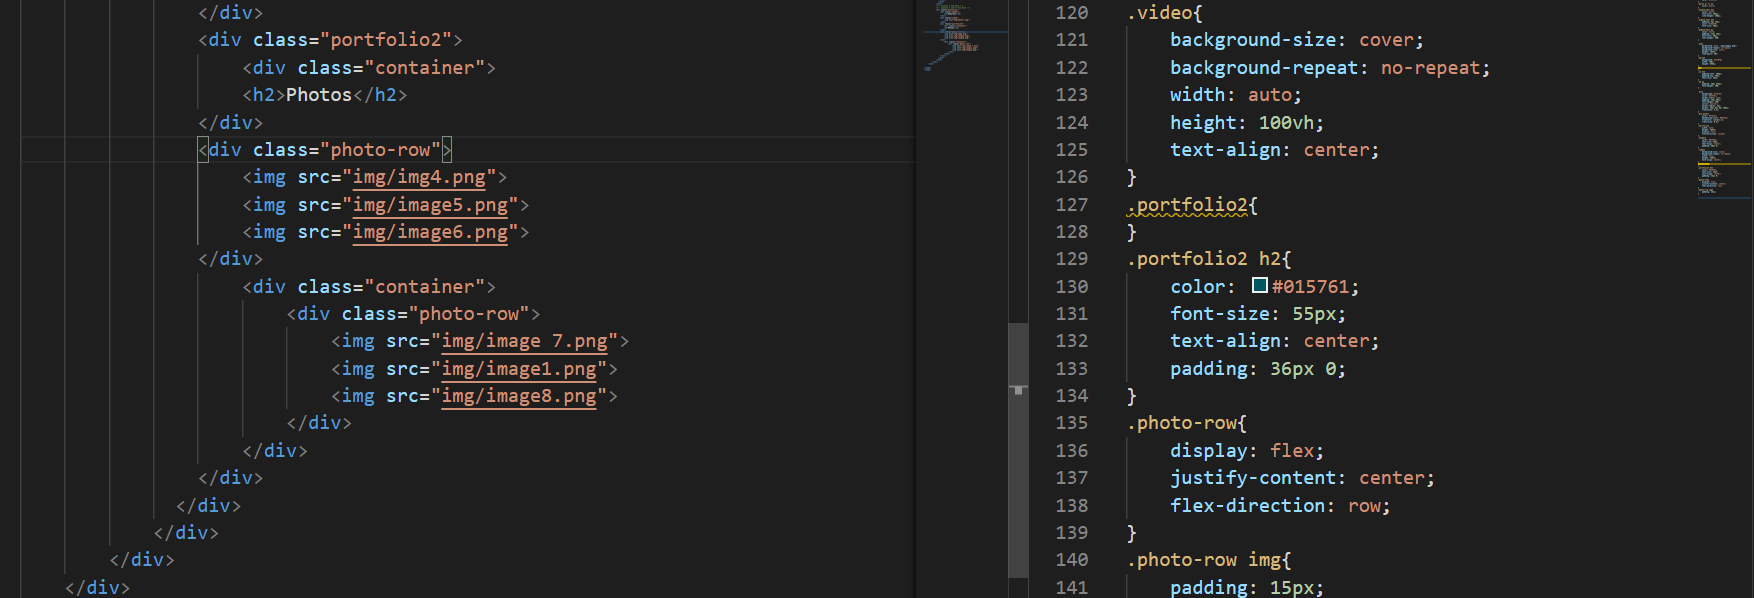 </div>
<div class="portfolio2">
<div class="container">
<h2>Photos</h2>
</div>
<div class="photo-row">
<img src="img/img4.png">
<img src="img/image5.png">
<img src="img/image6.png">
</div>
<div class="container">
<div class="photo-row">
<img src="img/image 7.png">
<img src="img/image1.png">
<img src="img/image8.png">
</div>
</div>
</div>
</div>
</div>
</div>
</div>
120 .video{
121 background-size: cover;
122 background-repeat: no-repeat;
123 width: auto;
124 height: 100vh;
125 text-align: center;
126 }
127 .portfolio2{
128 }
129 .portfolio2 h2{
130 color: #015761;
131 font-size: 55px;
132 text-align: center;
133 padding: 36px 0;
134 }
135 .photo-row{
136 display: flex;
137 justify-content: center;
138 flex-direction: row;
139 }
140 .photo-row img{
141 padding: 15px;